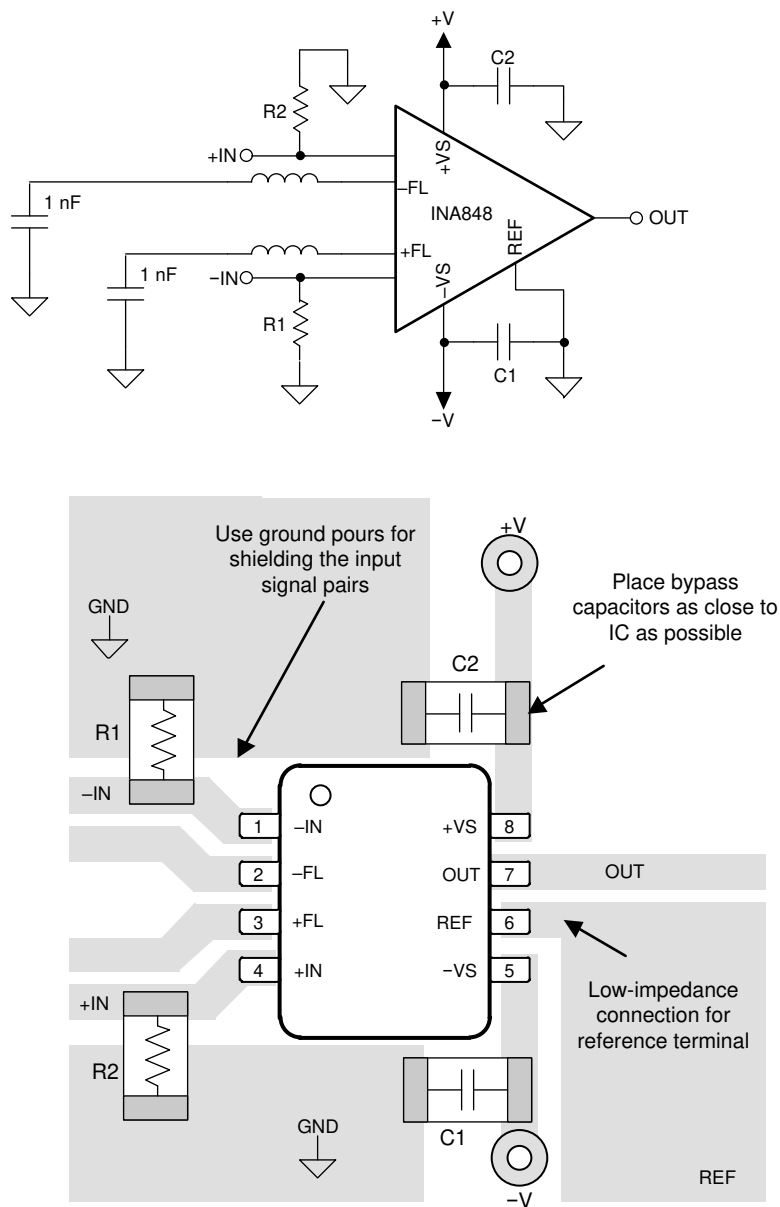 +V
C2
R2
+IN
+VS
−FL
1 nF
INA848
OUT
REF
+FL
1 nF
−IN
−VS
R1
C1
−V
Use ground pours for
shielding the input
signal pairs
+V
GND
Place bypass
capacitors as close to
IC as possible
C2
R1
−IN
1
−IN
+VS
8
2
−FL
OUT
7
OUT
3
+FL
REF
6
4
+IN
−VS
5
+IN
Low-impedance
connection for
reference terminal
R2
GND
C1
REF
−V